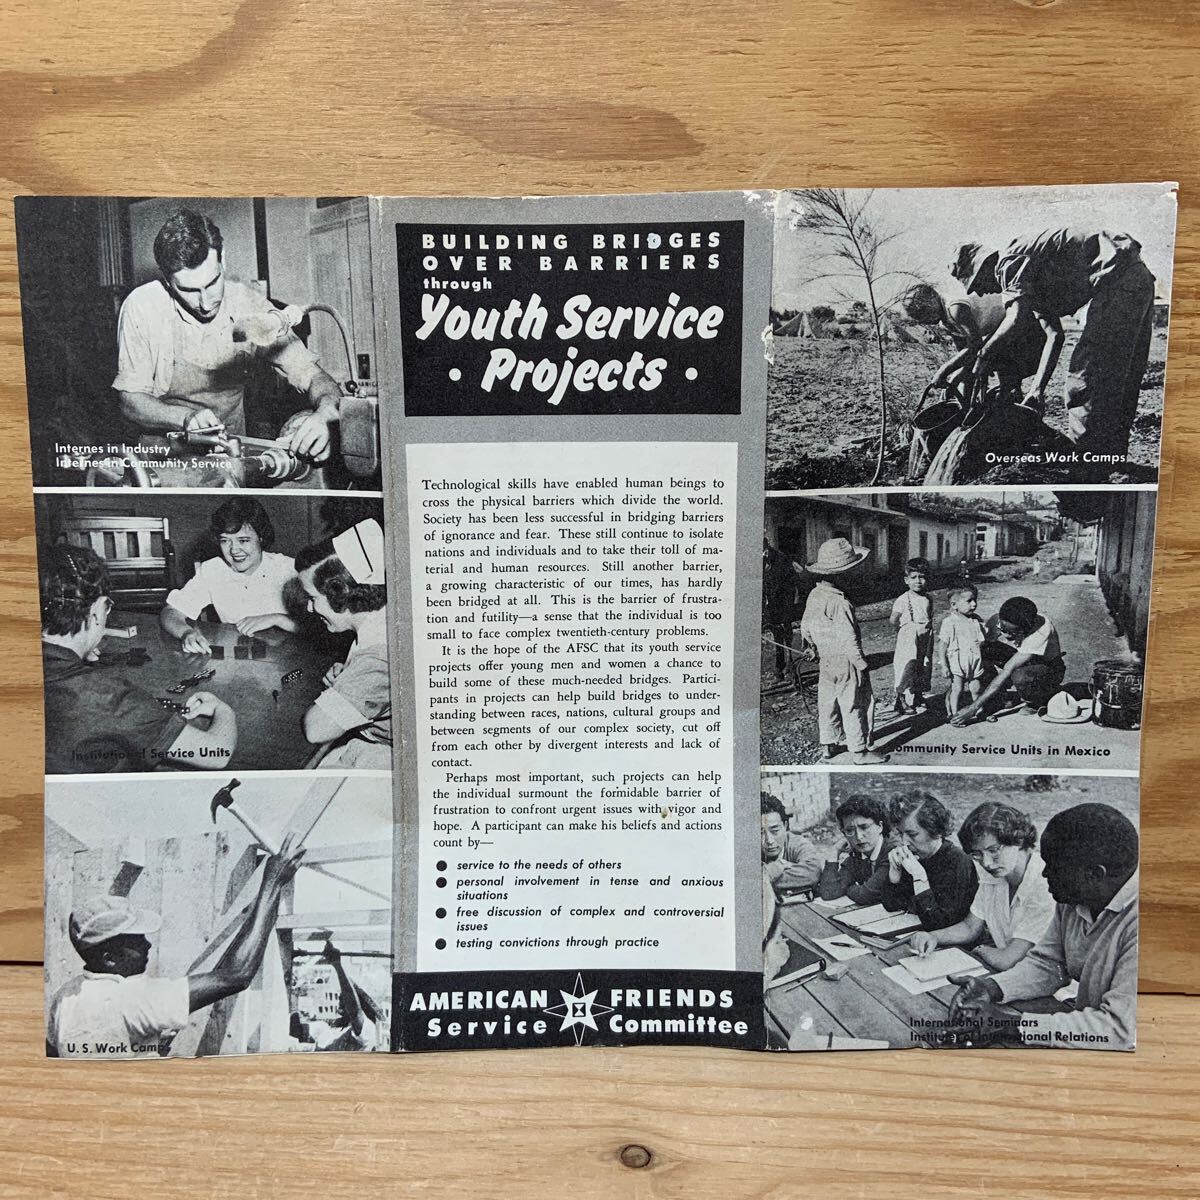 Internes in Industry
Internes in Community Service
Institutional Service Units
U. S. Work Camps
BUILDING BRIDGES
OVER BARRIERS
through
Youth Service
• Projects •
Technological skills have enabled human beings to
cross the physical barriers which divide the world.
Society has been less successful in bridging barriers
of ignorance and fear. These still continue to isolate
nations and individuals and to take their toll of ma-
terial and human resources. Still another barrier,
a growing characteristic of our times, has hardly
been bridged at all. This is the barrier of frustra-
tion and futility—a sense that the individual is too
small to face complex twentieth-century problems.
It is the hope of the AFSC that its youth service
projects offer young men and women a chance to
build some of these much-needed bridges. Partici-
pants in projects can help build bridges to under-
standing between races, nations, cultural groups and
between segments of our complex society, cut off
from each other by divergent interests and lack of
contact.
Perhaps most important, such projects can help
the individual surmount the formidable barrier of
frustration to confront urgent issues with vigor and
hope. A participant can make his beliefs and actions
count by—
● service to the needs of others
● personal involvement in tense and anxious
situations
● free discussion of complex and controversial
issues
● testing convictions through practice
AMERICAN FRIENDS
Service Committee
Overseas Work Camps
Community Service Units in Mexico
International Seminars
Institutes of International Relations